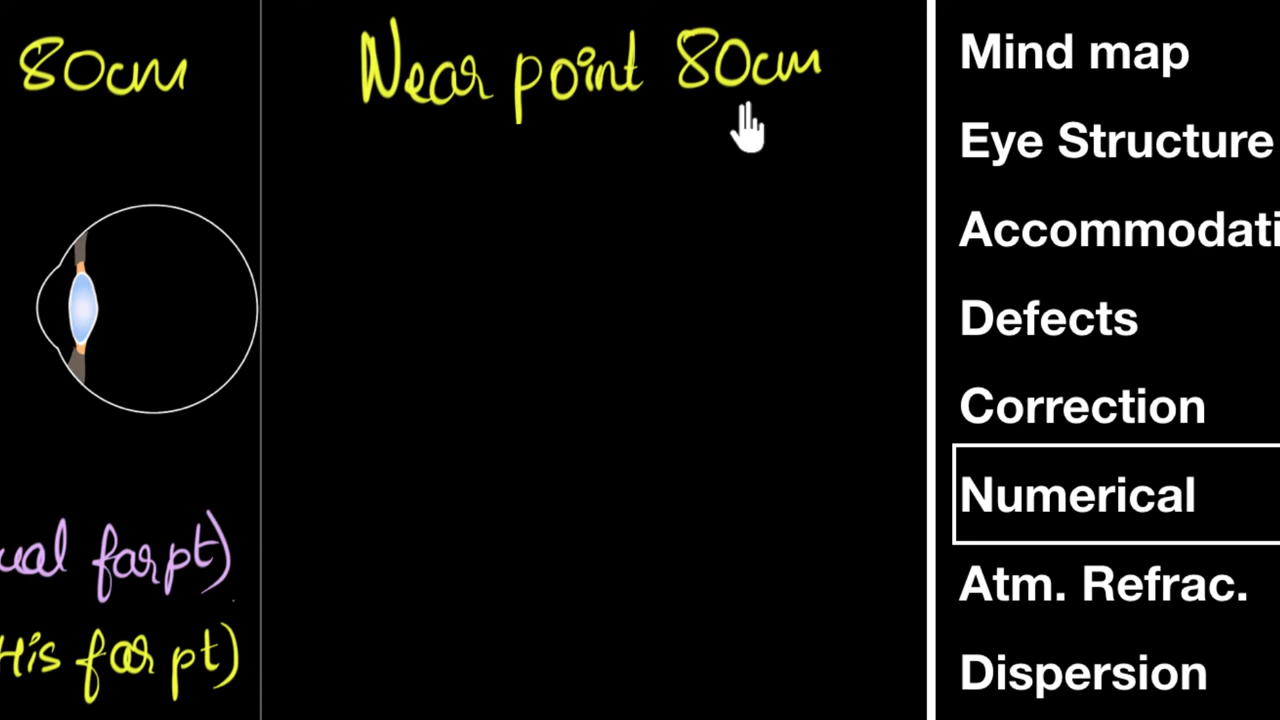 80cm
ual far pt)
His far pt)
Near point 80cm
Mind map
Eye Structure
Accommodati
Defects
Correction
Numerical
Atm. Refrac.
Dispersion